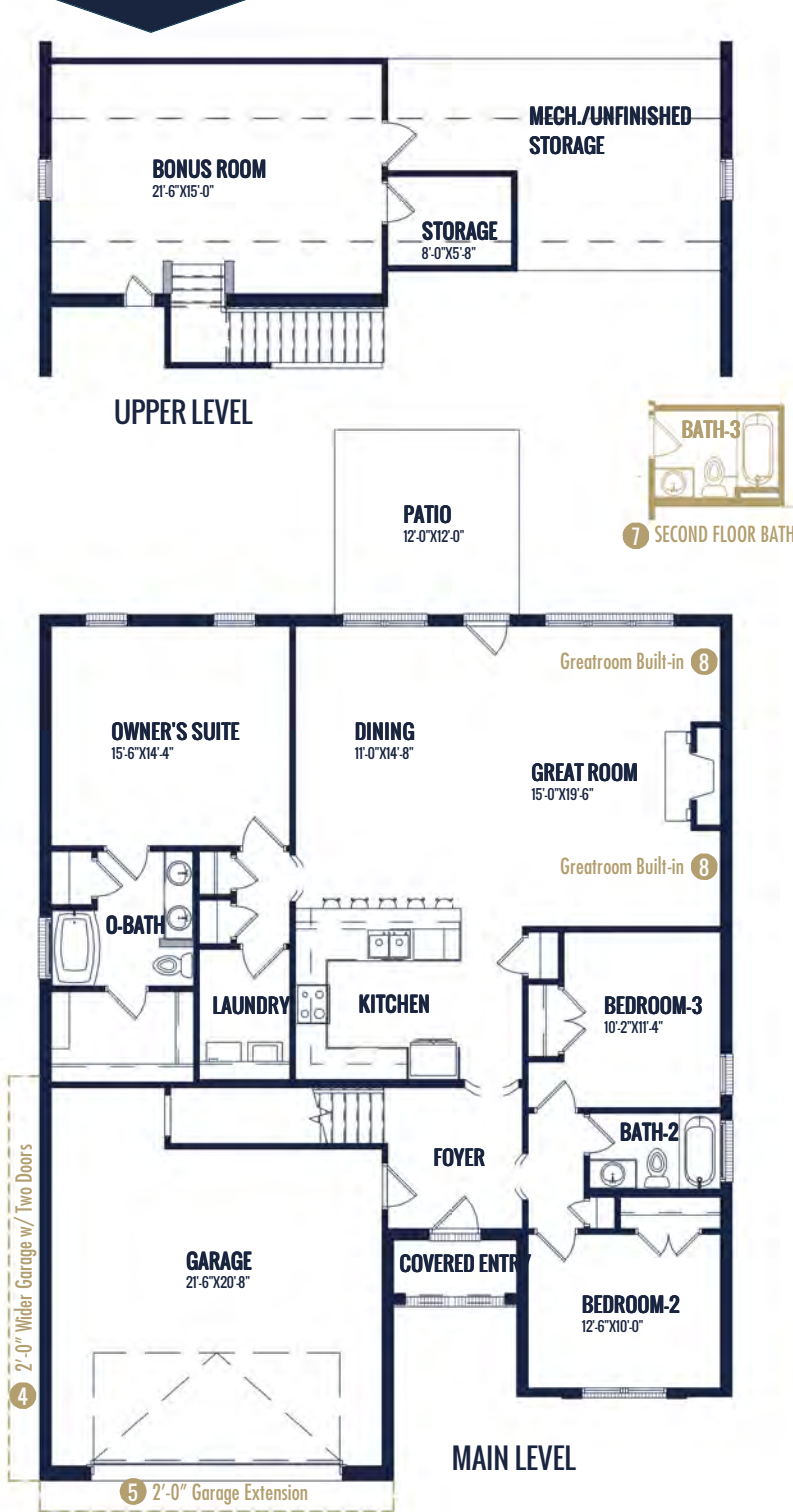 MECH./UNFINISHED
STORAGE
BONUS ROOM
21'-6"X15'-0"
STORAGE
8'-0"X5'-8"
UPPER LEVEL
BATH-3
7 SECOND FLOOR BATH
PATIO
12'-0"X12'-0"
Greatroom Built-in 8
OWNER'S SUITE
15'-6"X14'-4"
DINING
11'-0"X14'-8"
GREAT ROOM
15'-0"X19'-6"
Greatroom Built-in 8
O-BATH
LAUNDRY
KITCHEN
BEDROOM-3
10'-2"X11'-4"
BATH-2
FOYER
4 2'-0" Wider Garage w/ Two Doors
GARAGE
21'-6"X20'-8"
COVERED ENTRY
BEDROOM-2
12'-6"X10'-0"
MAIN LEVEL
5 2'-0" Garage Extension